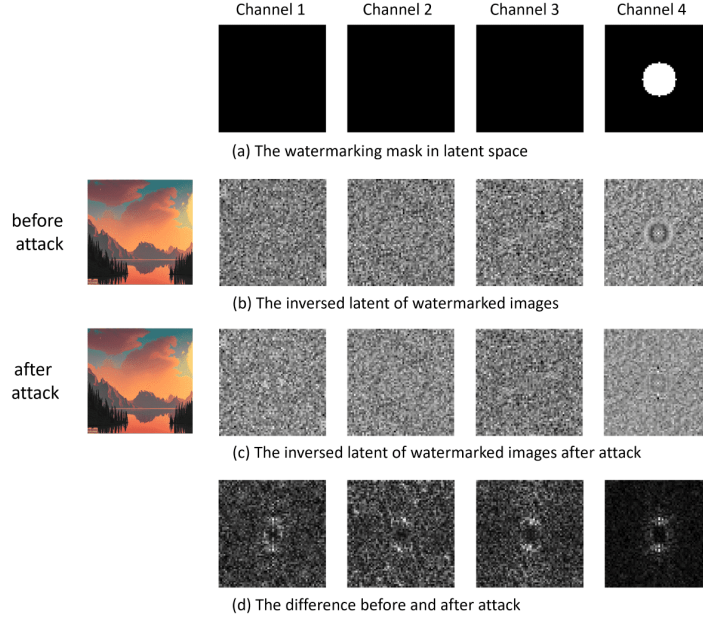 Channel 1 Channel 2 Channel 3 Channel 4
(a) The watermarking mask in latent space
before
attack
(b) The inversed latent of watermarked images
after
attack
(c) The inversed latent of watermarked images after attack
(d) The difference before and after attack